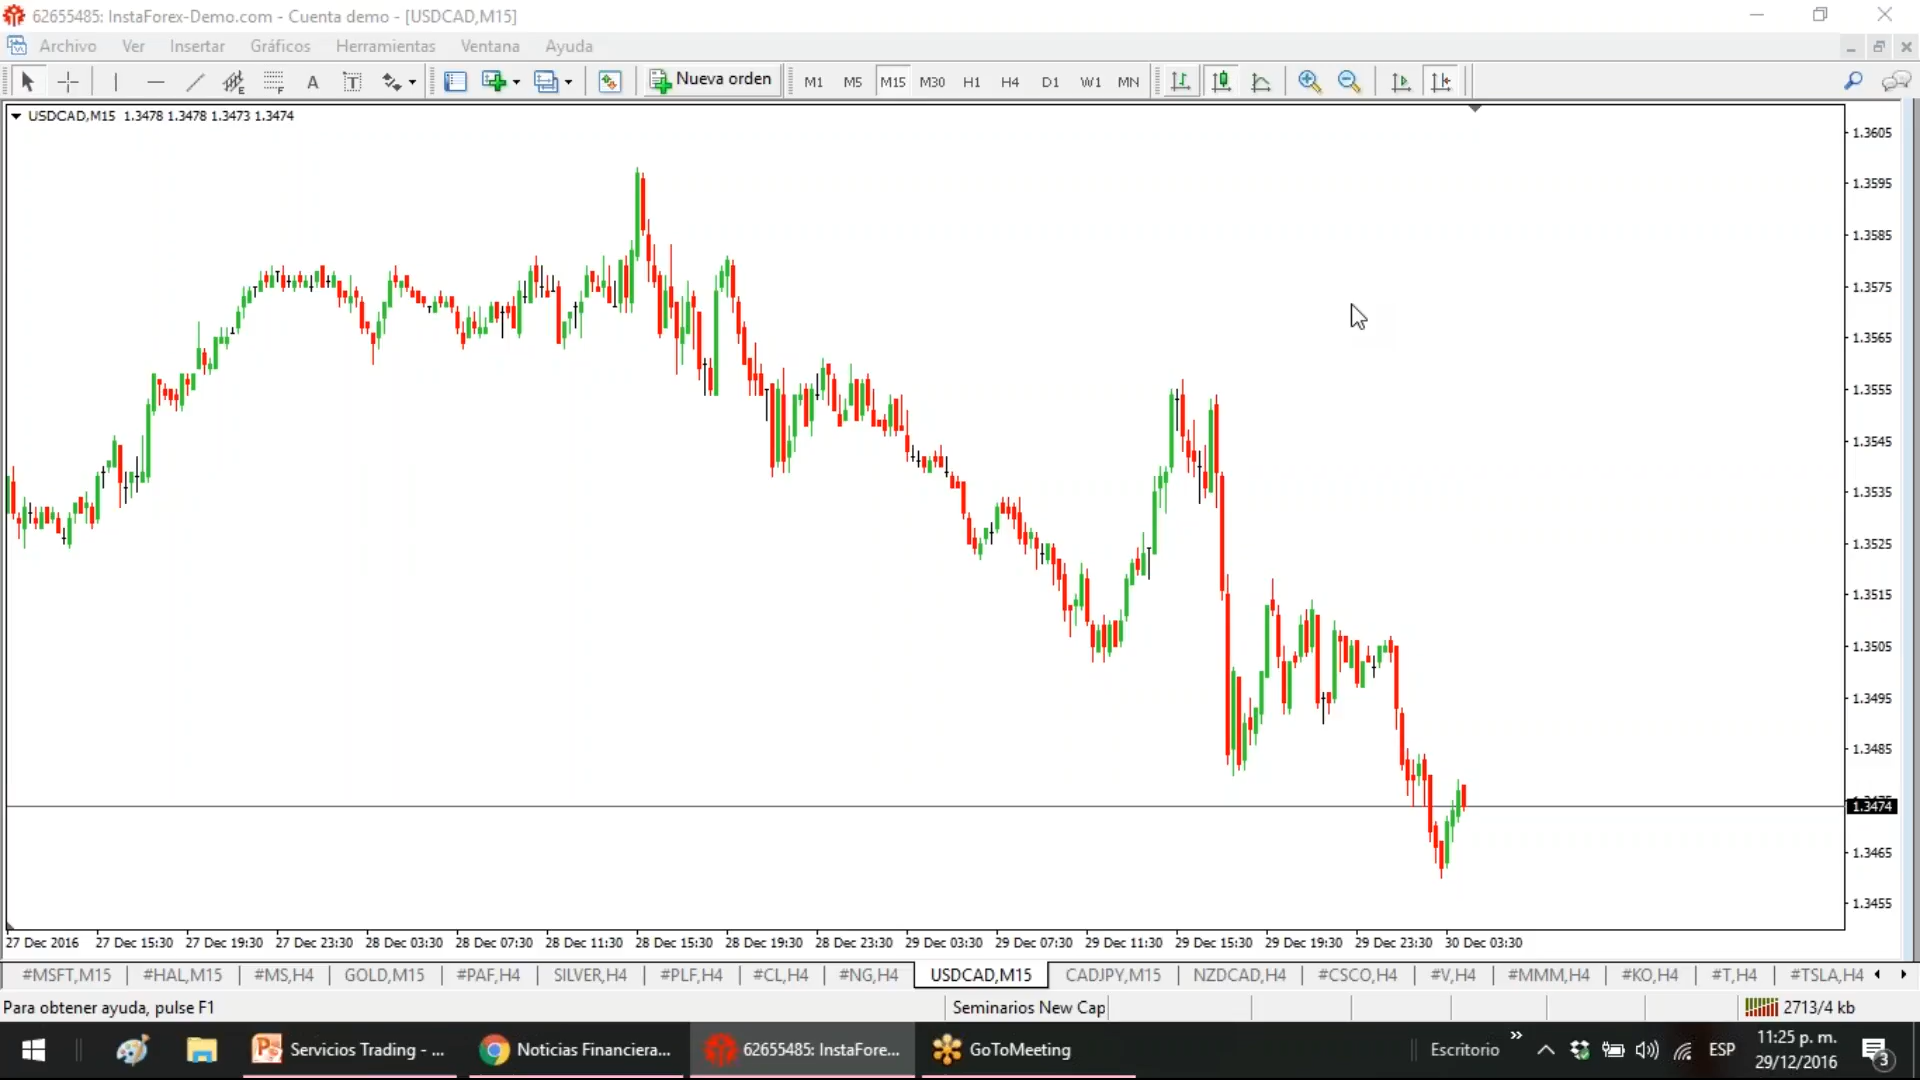 62655485: InstaForex-Demo.com - Cuenta demo - [USDCAD,M15]
Archivo Ver Insertar Gráficos Herramientas Ventana Ayuda
A T Nueva orden M1 M5 M15 M30 H1 H4 D1 W1 MN
USDCAD,M15 1.3478 1.3478 1.3473 1.3474
1.3605
1.3595
1.3585
1.3575
1.3565
1.3555
1.3545
1.3535
1.3525
1.3515
1.3505
1.3495
1.3485
1.3474
1.3465
1.3455
27 Dec 2016 27 Dec 15:30 27 Dec 19:30 27 Dec 23:30 28 Dec 03:30 28 Dec 07:30 28 Dec 11:30 28 Dec 15:30 28 Dec 19:30 28 Dec 23:30 29 Dec 03:30 29 Dec 07:30 29 Dec 11:30 29 Dec 15:30 29 Dec 19:30 29 Dec 23:30 30 Dec 03:30
#MSFT,M15 #HAL,M15 #MS,H4 GOLD,M15 #PAF,H4 SILVER,H4 #PLF,H4 #CL,H4 #NG,H4 USDCAD,M15 CADJPY,M15 NZDCAD,H4 #CSCO,H4 #V,H4 #MMM,H4 #KO,H4 #T,H4 #TSLA,H4
Para obtener ayuda, pulse F1 Seminarios New Cap 2713/4 kb
Servicios Trading - ... Noticias Financiera... 62655485: InstaFore... GoToMeeting Escritorio ESP 11:25 p. m.
29/12/2016 3